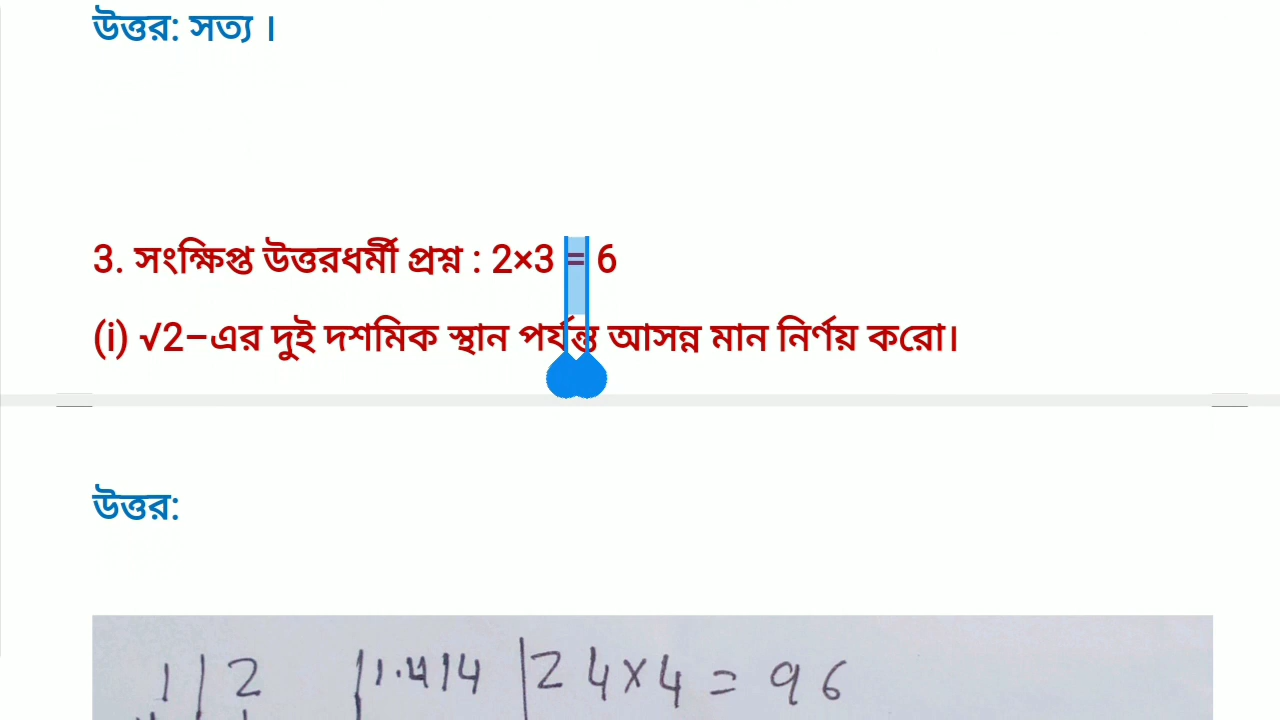 উত্তর: সত্য ।
3. সংক্ষিপ্ত উত্তরধর্মী প্রশ্ন : 2×3 = 6
(i) √2–এর দুই দশমিক স্থান পর্যন্ত আসন্ন মান নির্ণয় করো।
উত্তর:
1 | 2 | 1.414 | 24×4 = 96